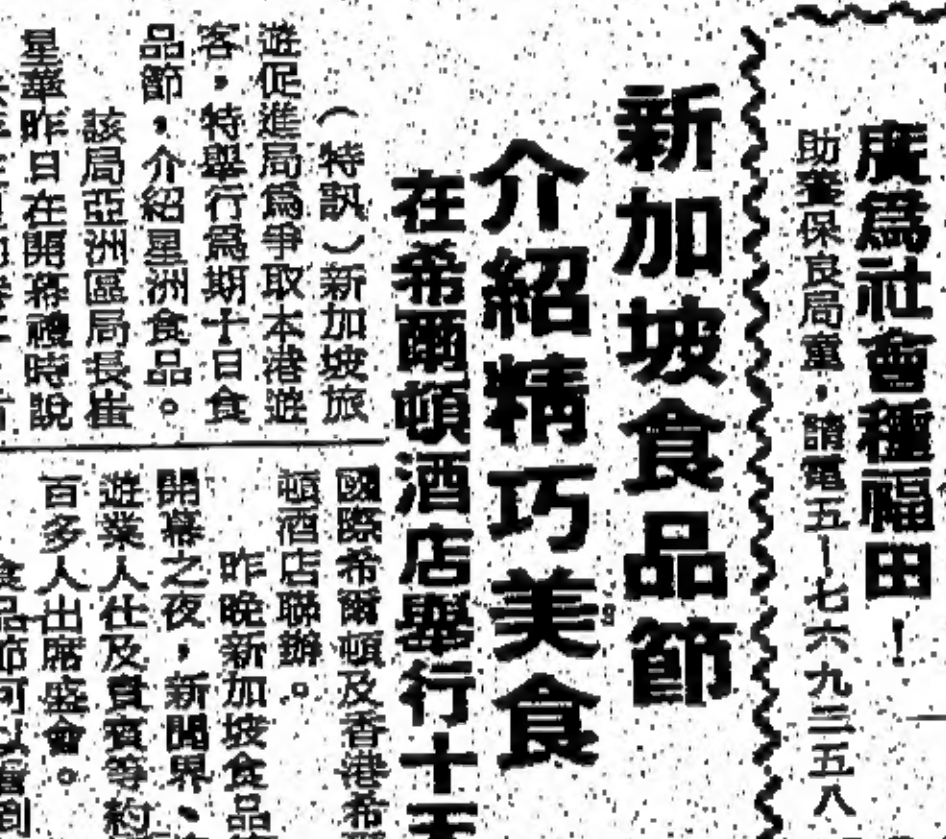 廣為社會種福田！
助養保良局童，請電五—七六九三五八
新加坡食品節
介紹精巧美食
在希爾頓酒店舉行十
（特訊）新加坡旅
遊促進局為爭取本港遊
客，特舉行為期十日食
品節，介紹星洲食品。
該局亞洲區局長崔
星華昨日在開幕禮時說
國際希爾頓及香港希
頓酒店聯辦。
昨晚新加坡食品
開幕之夜，新聞界、
遊業人仕及貴賓等約
百多人出席盛會。
食品節可以嘗到